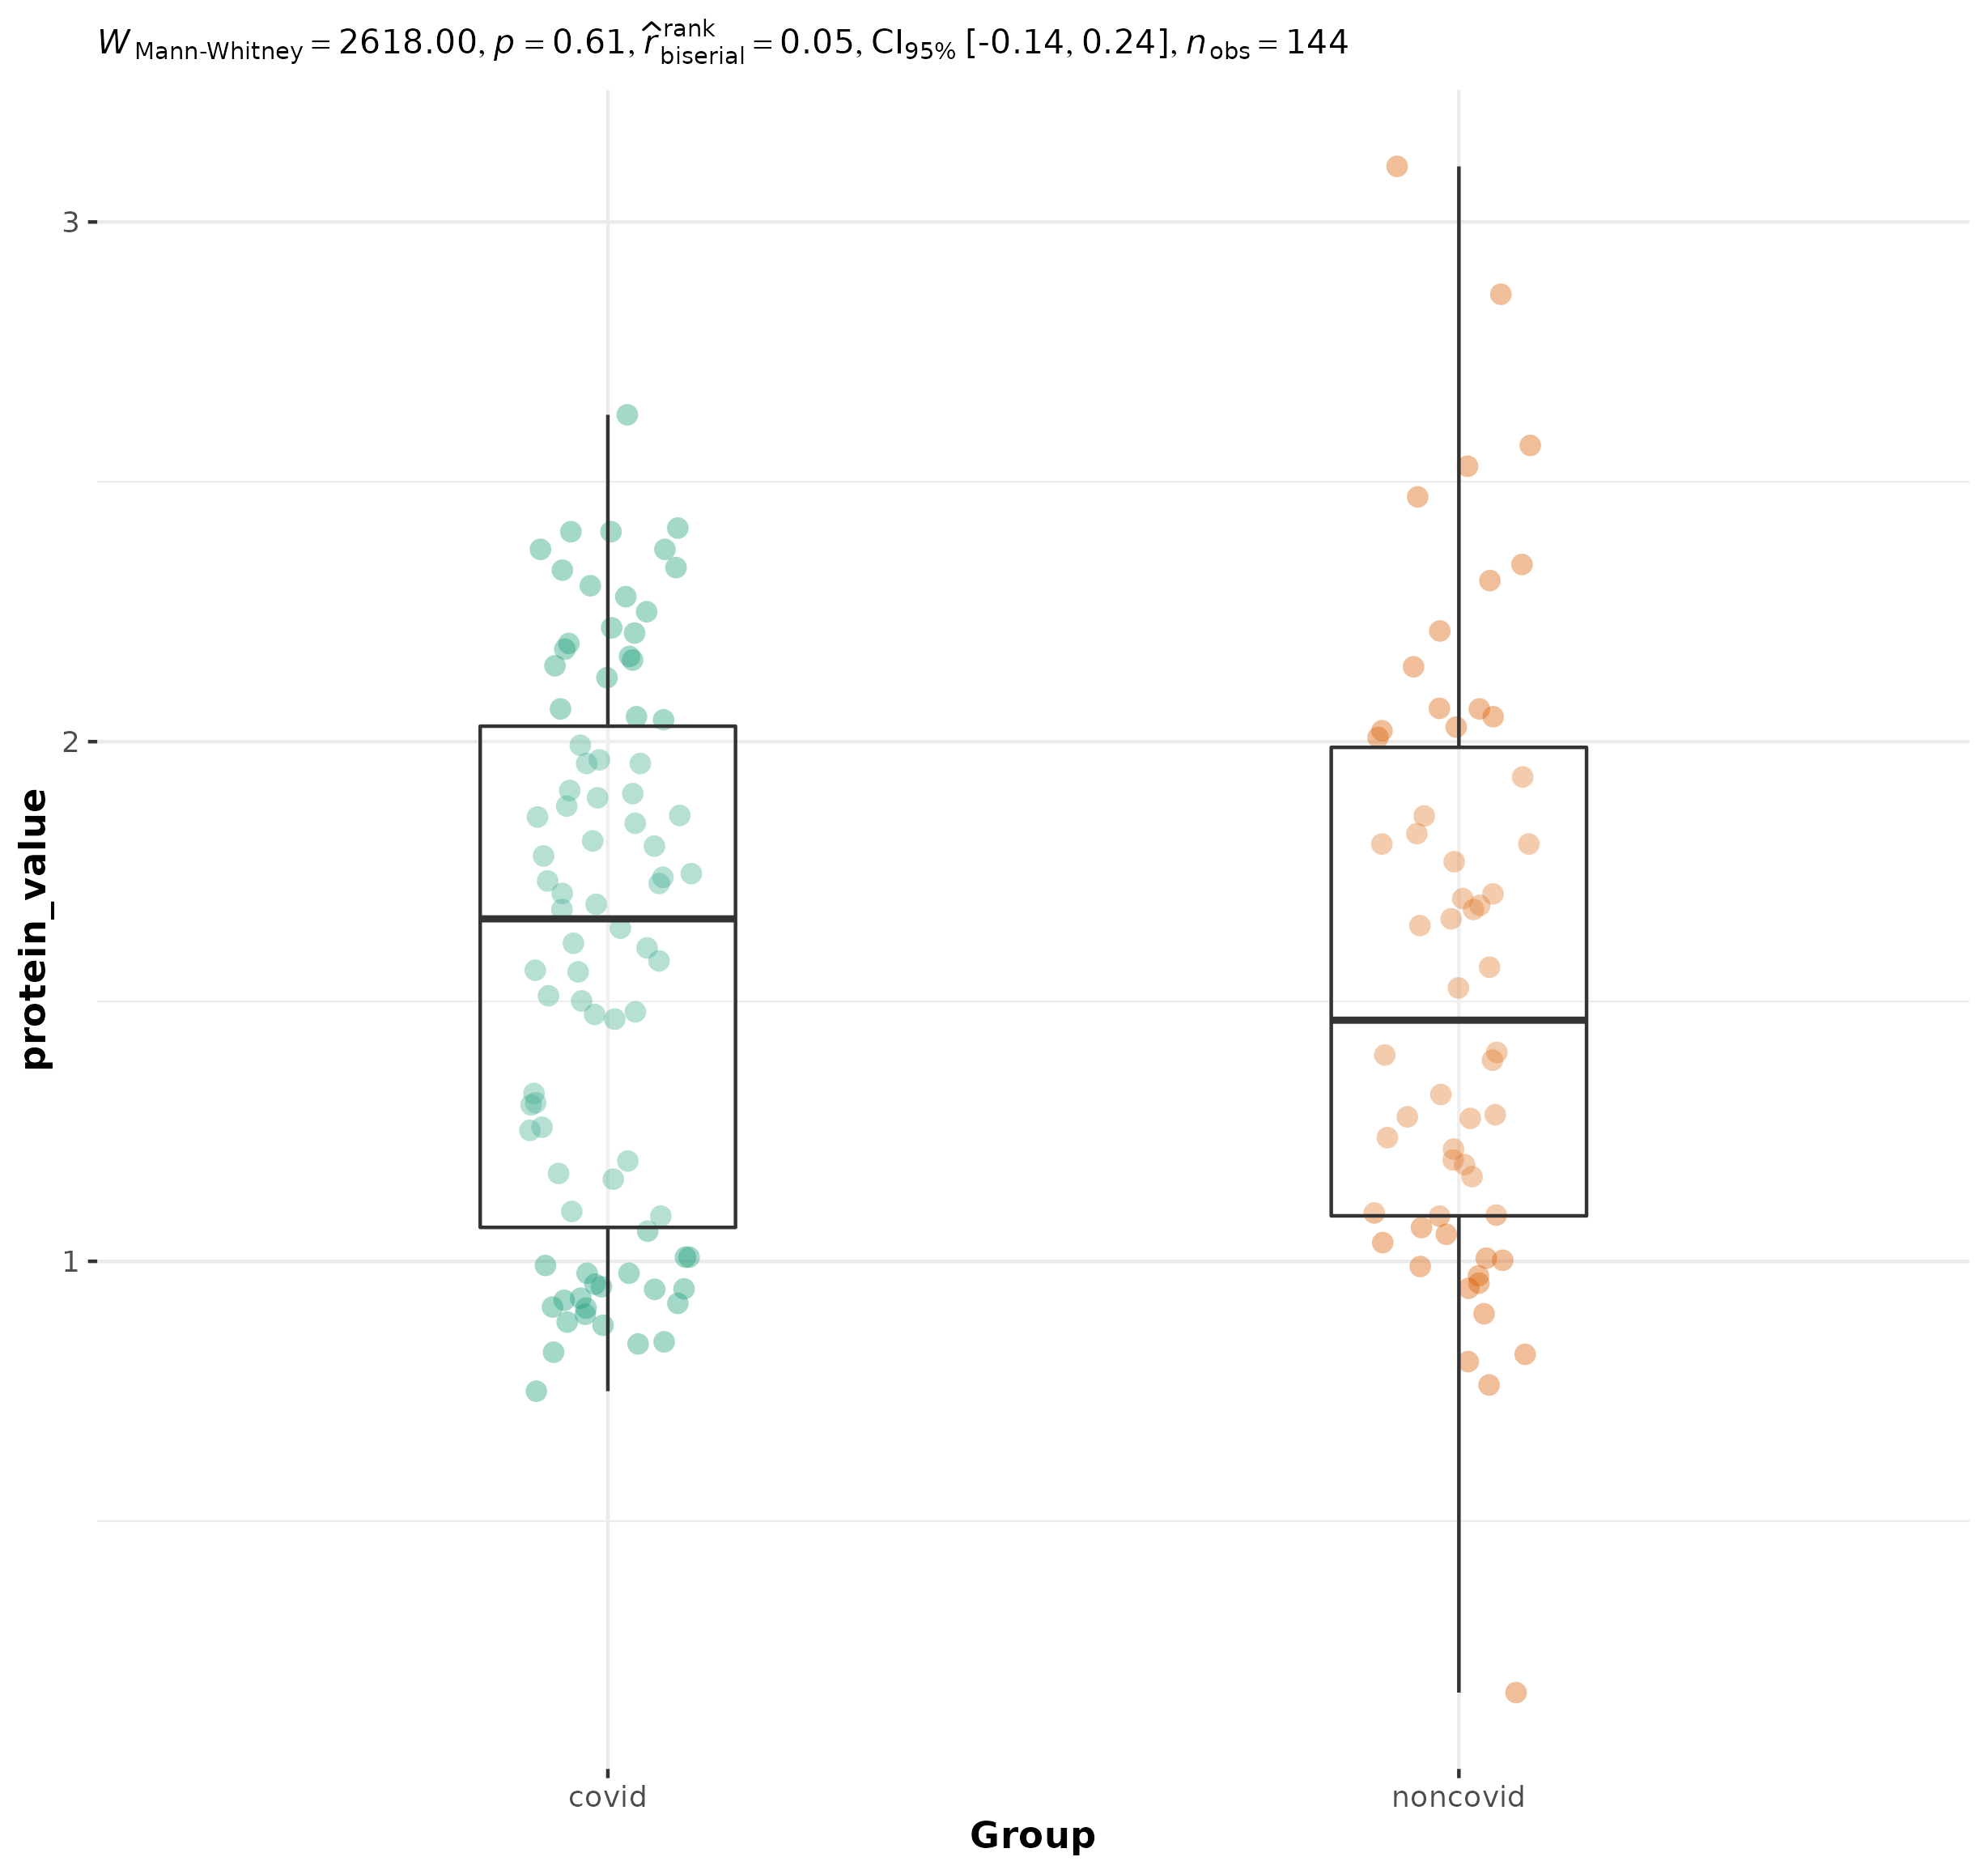 W Mann-Whitney = 2618.00, p = 0.61, r̂ rank biserial = 0.05, CI95% [-0.14, 0.24], nobs = 144
3
2
1
protein_value
covid noncovid
Group